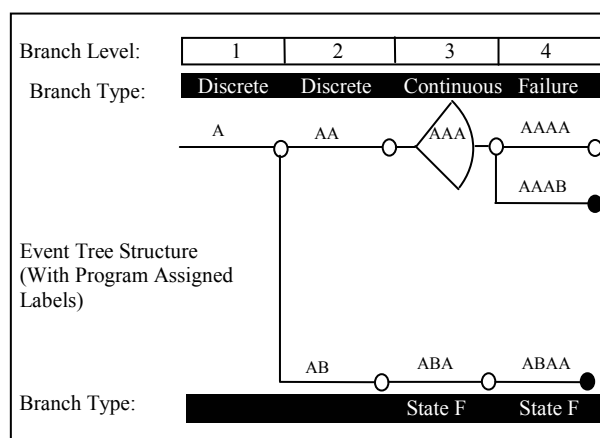 Branch Level: 1 2 3 4
Branch Type: Discrete Discrete Continuous Failure
A AA AAA AAAA
AAAB
Event Tree Structure
(With Program Assigned
Labels)
AB ABA ABAA
Branch Type: State F State F